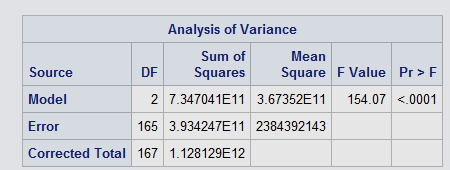 Analysis of Variance
Source DF Sum of Squares Mean Square F Value Pr > F
Model 2 7.347041E11 3.67352E11 154.07 <.0001
Error 165 3.934247E11 2384392143
Corrected Total 167 1.128129E12